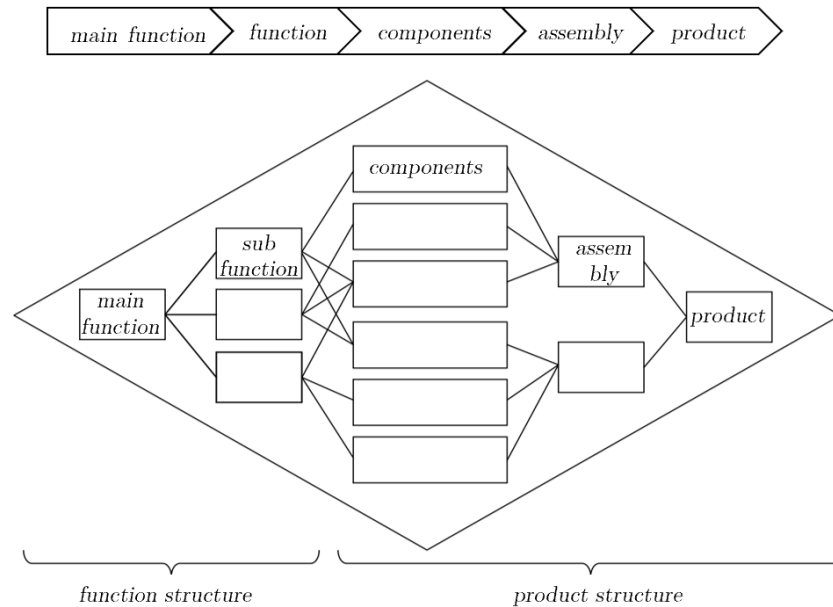 main function function components assembly product
components
sub
function
assem
bly
main
function
product
function structure product structure